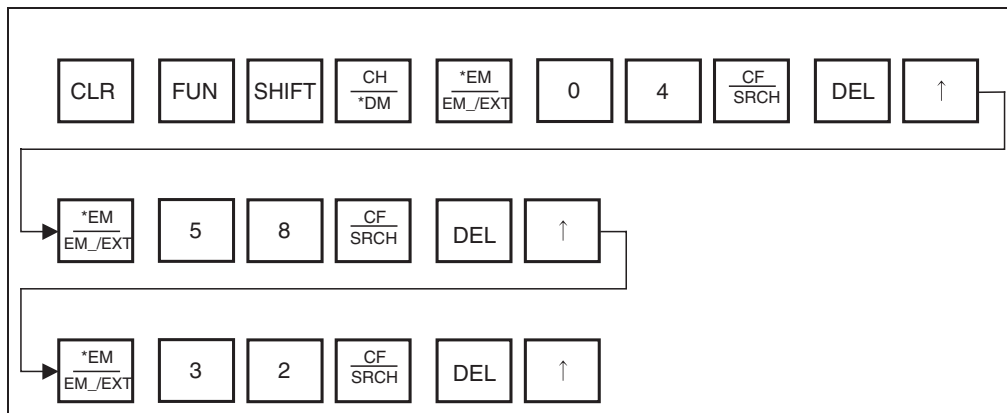 CLR FUN SHIFT CH *EM 0 4 CF DEL ↑
*DM EM_/EXT SRCH
*EM 5 8 CF DEL ↑
EM_/EXT SRCH
*EM 3 2 CF DEL ↑
EM_/EXT SRCH